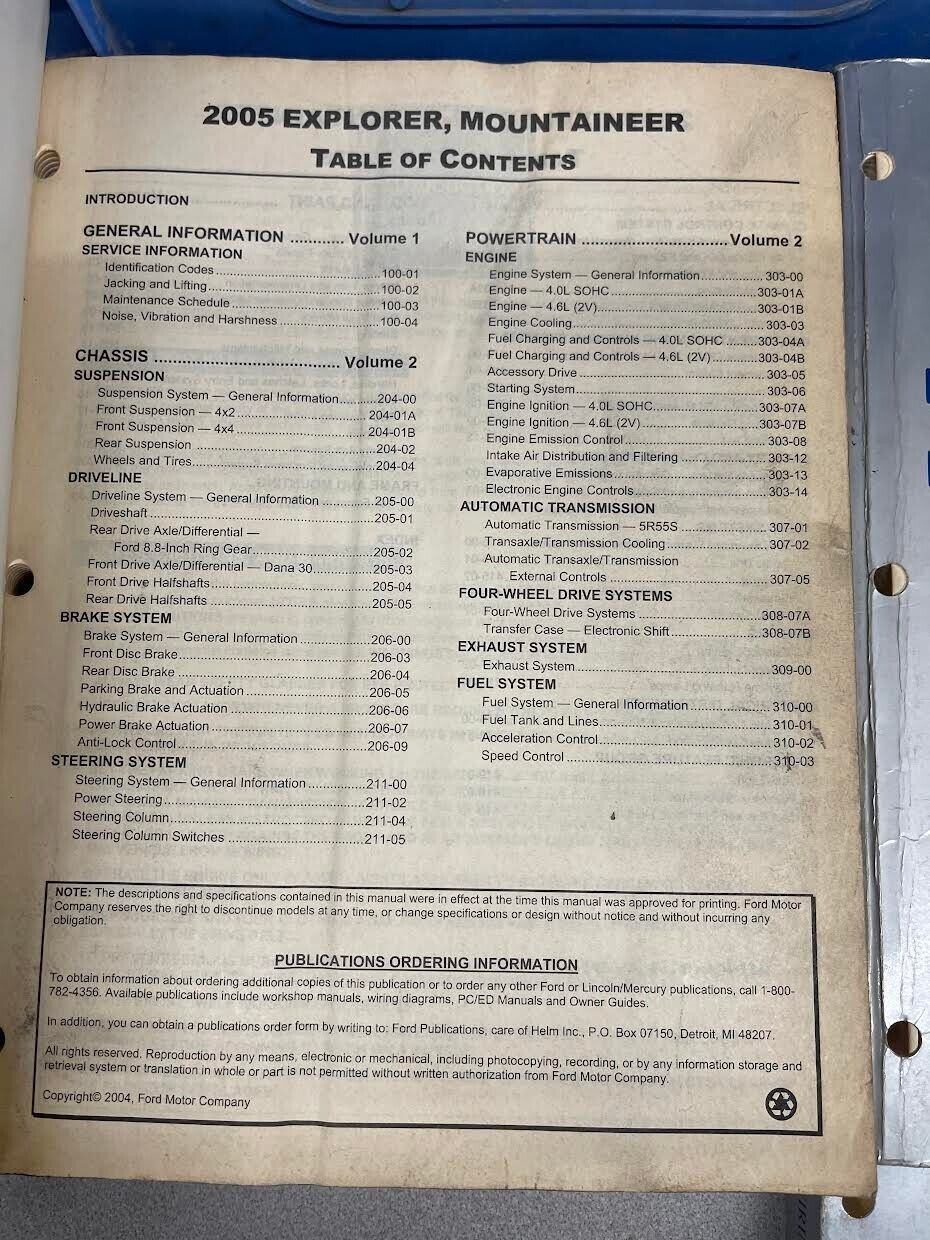 2005 EXPLORER, MOUNTAINEER
TABLE OF CONTENTS
INTRODUCTION
GENERAL INFORMATION ............ Volume 1
SERVICE INFORMATION
Identification Codes ............ 100-01
Jacking and Lifting ............ 100-02
Maintenance Schedule ............ 100-03
Noise, Vibration and Harshness ............ 100-04
CHASSIS ............ Volume 2
SUSPENSION
Suspension System — General Information ............ 204-00
Front Suspension — 4x2 ............ 204-01A
Front Suspension — 4x4 ............ 204-01B
Rear Suspension ............ 204-02
Wheels and Tires ............ 204-04
DRIVELINE
Driveline System — General Information ............ 205-00
Driveshaft ............ 205-01
Rear Drive Axle/Differential —
Ford 8.8-Inch Ring Gear ............ 205-02
Front Drive Axle/Differential — Dana 30 ............ 205-03
Front Drive Halfshafts ............ 205-04
Rear Drive Halfshafts ............ 205-05
BRAKE SYSTEM
Brake System — General Information ............ 206-00
Front Disc Brake ............ 206-03
Rear Disc Brake ............ 206-04
Parking Brake and Actuation ............ 206-05
Hydraulic Brake Actuation ............ 206-06
Power Brake Actuation ............ 206-07
Anti-Lock Control ............ 206-09
STEERING SYSTEM
Steering System — General Information ............ 211-00
Power Steering ............ 211-02
Steering Column ............ 211-04
Steering Column Switches ............ 211-05
POWERTRAIN ............ Volume 2
ENGINE
Engine System — General Information ............ 303-00
Engine — 4.0L SOHC ............ 303-01A
Engine — 4.6L (2V) ............ 303-01B
Engine Cooling ............ 303-03
Fuel Charging and Controls — 4.0L SOHC ............ 303-04A
Fuel Charging and Controls — 4.6L (2V) ............ 303-04B
Accessory Drive ............ 303-05
Starting System ............ 303-06
Engine Ignition — 4.0L SOHC ............ 303-07A
Engine Ignition — 4.6L (2V) ............ 303-07B
Engine Emission Control ............ 303-08
Intake Air Distribution and Filtering ............ 303-12
Evaporative Emissions ............ 303-13
Electronic Engine Controls ............ 303-14
AUTOMATIC TRANSMISSION
Automatic Transmission — 5R55S ............ 307-01
Transaxle/Transmission Cooling ............ 307-02
Automatic Transaxle/Transmission
External Controls ............ 307-05
FOUR-WHEEL DRIVE SYSTEMS
Four-Wheel Drive Systems ............ 308-07A
Transfer Case — Electronic Shift ............ 308-07B
EXHAUST SYSTEM
Exhaust System ............ 309-00
FUEL SYSTEM
Fuel System — General Information ............ 310-00
Fuel Tank and Lines ............ 310-01
Acceleration Control ............ 310-02
Speed Control ............ 310-03
NOTE: The descriptions and specifications contained in this manual were in effect at the time this manual was approved for printing. Ford Motor
Company reserves the right to discontinue models at any time, or change specifications or design without notice and without incurring any
obligation.
PUBLICATIONS ORDERING INFORMATION
To obtain information about ordering additional copies of this publication or to order any other Ford or Lincoln/Mercury publications, call 1-800-
782-4356. Available publications include workshop manuals, wiring diagrams, PC/ED Manuals and Owner Guides.
In addition, you can obtain a publications order form by writing to: Ford Publications, care of Helm Inc., P.O. Box 07150, Detroit, MI 48207.
All rights reserved. Reproduction by any means, electronic or mechanical, including photocopying, recording, or by any information storage and
retrieval system or translation in whole or part is not permitted without written authorization from Ford Motor Company.
Copyright© 2004, Ford Motor Company